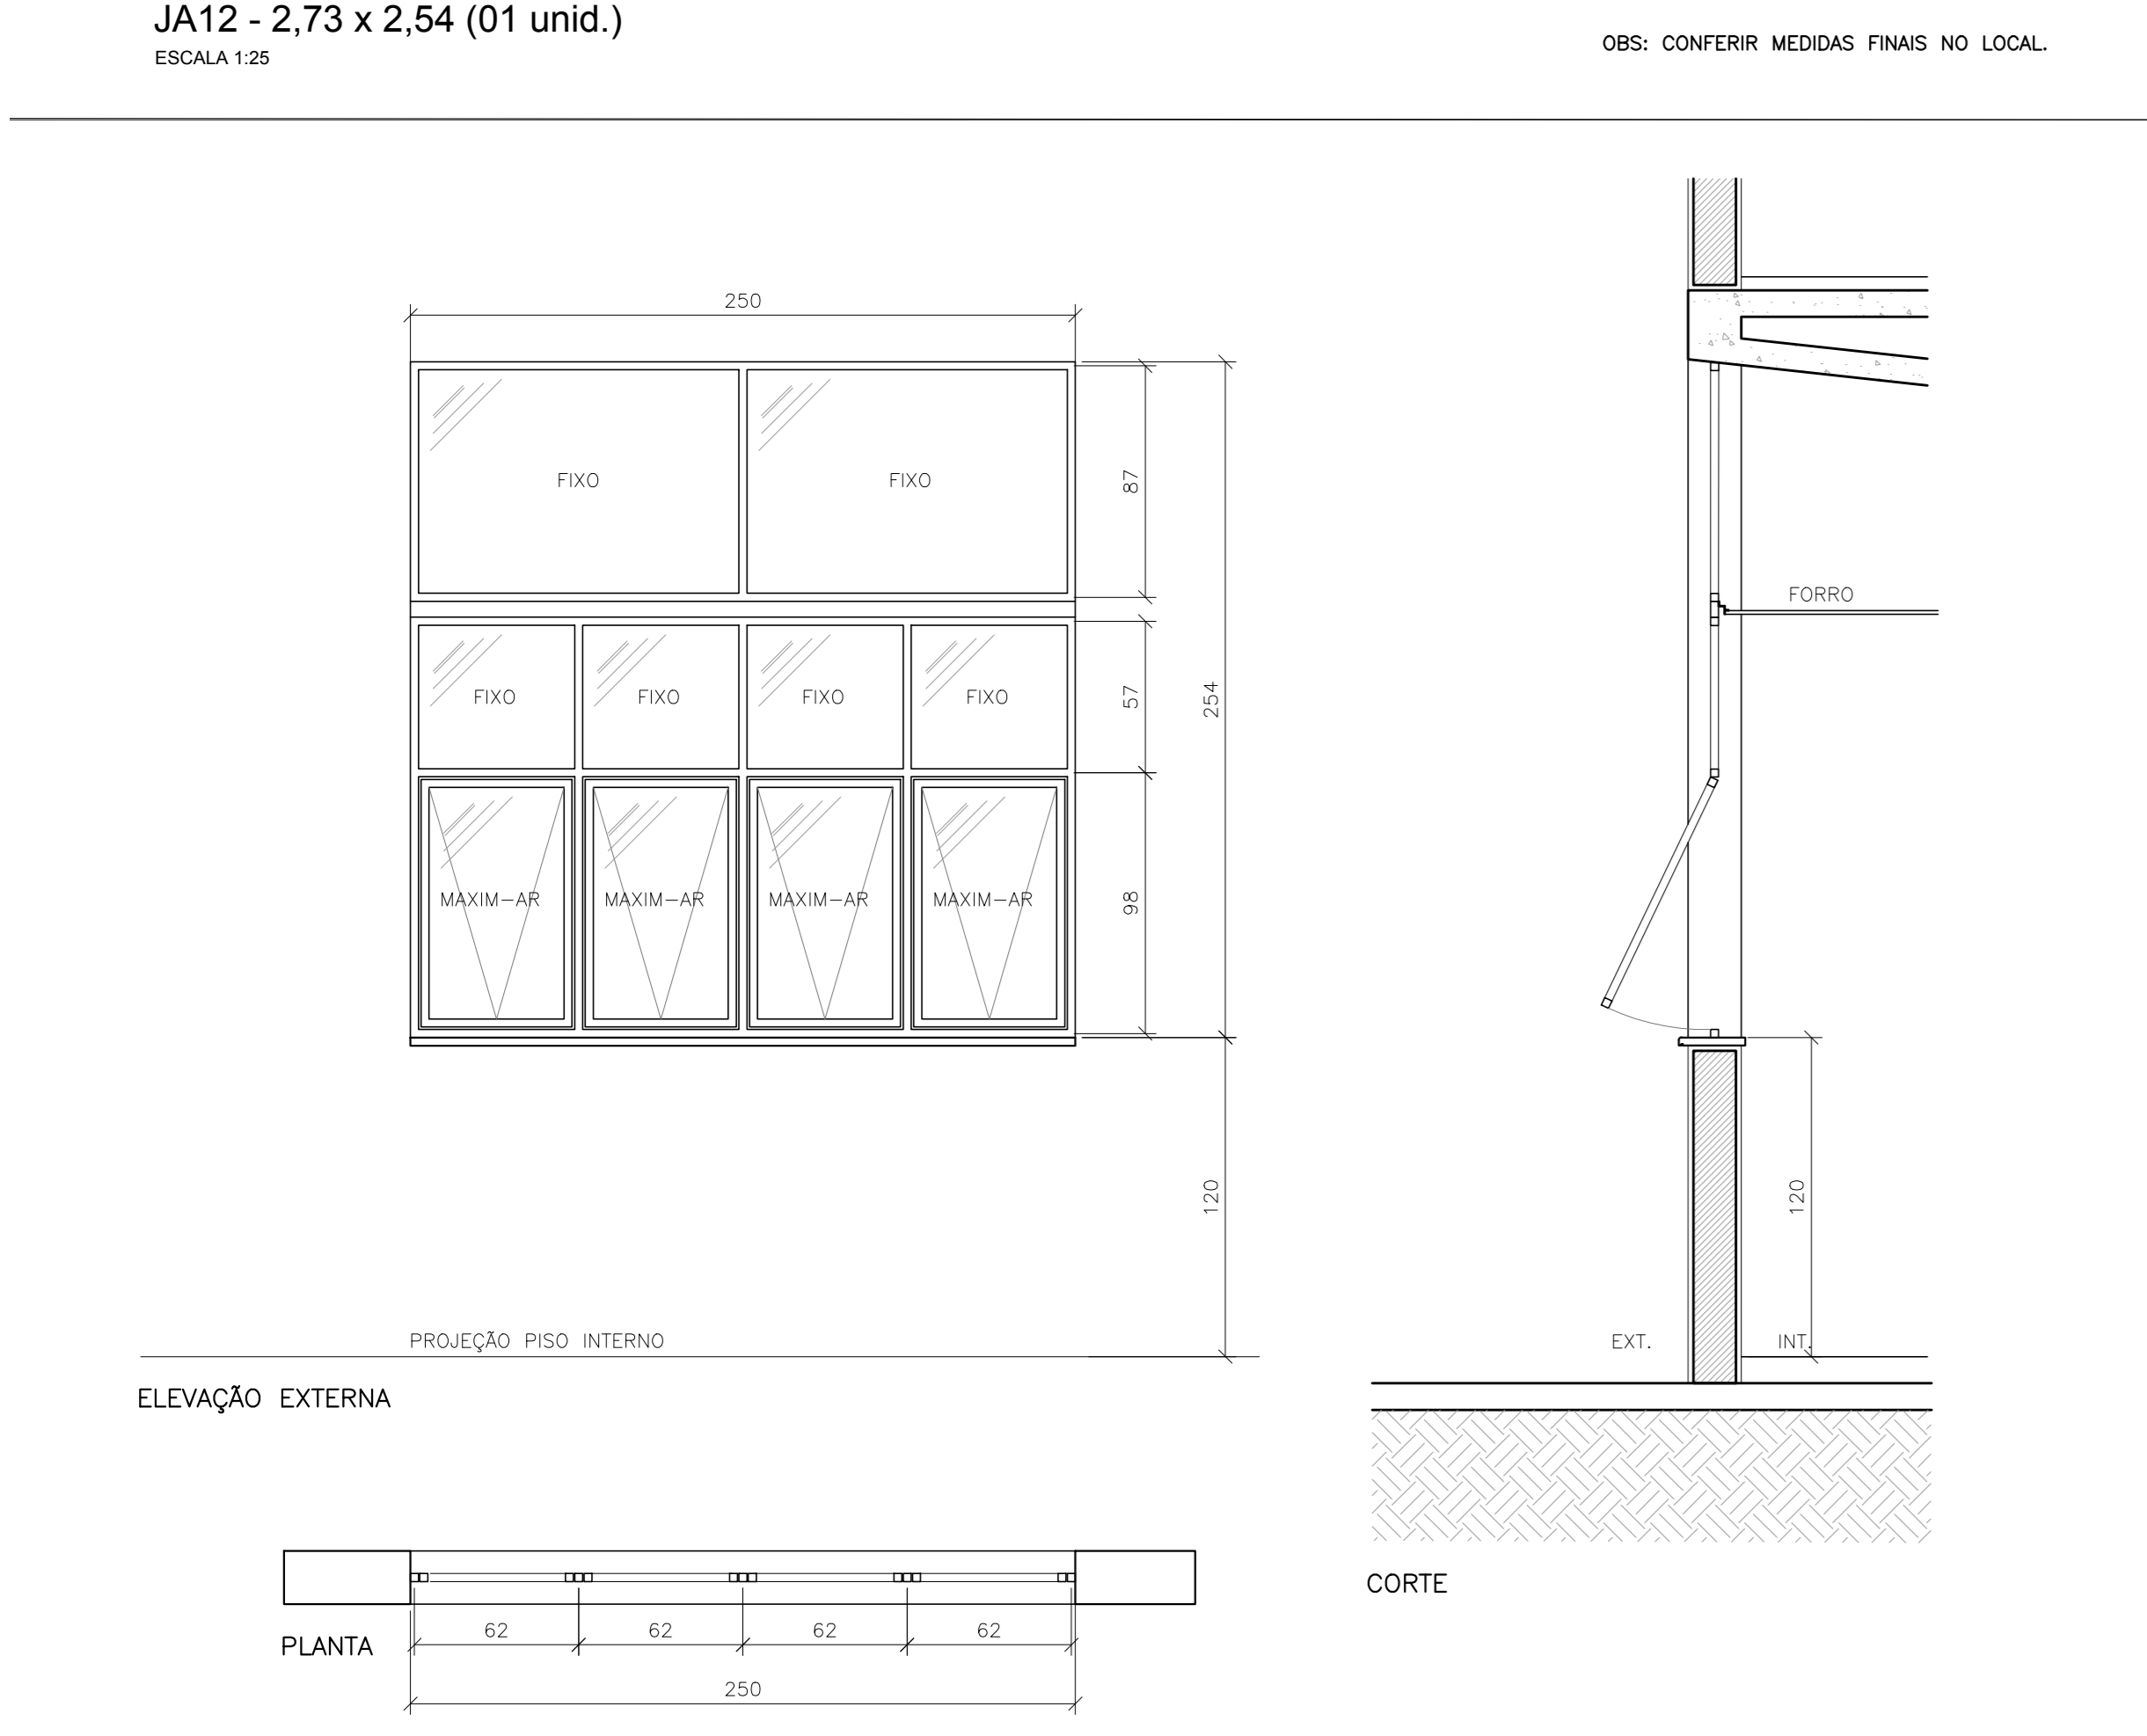 JA12 - 2,73 x 2,54 (01 unid.)
ESCALA 1:25
OBS: CONFERIR MEDIDAS FINAIS NO LOCAL.
250
FIXO FIXO
87
FORRO
FIXO FIXO FIXO FIXO
57
254
MAXIM-AR MAXIM-AR MAXIM-AR MAXIM-AR
98
120
120
PROJEÇÃO PISO INTERNO
EXT. INT.
ELEVAÇÃO EXTERNA
CORTE
62 62 62 62
PLANTA
250